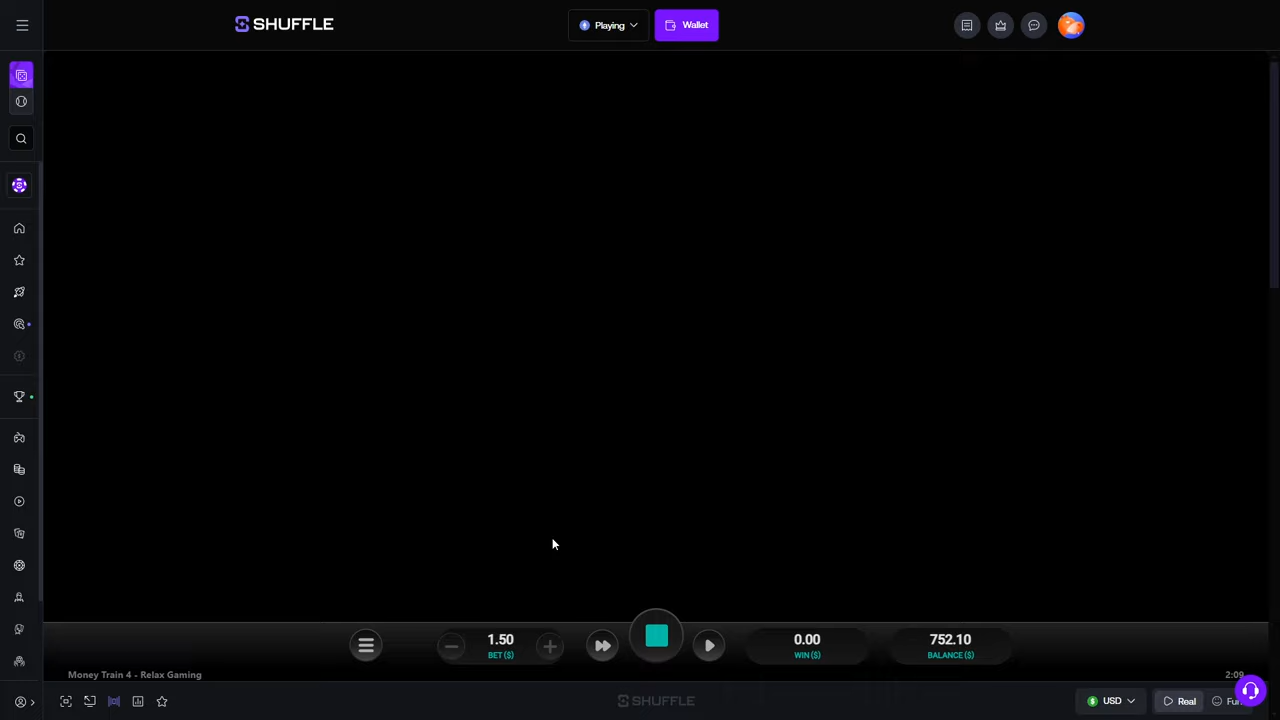 SHUFFLE
Playing
Wallet
1.50
BET ($)
0.00
WIN ($)
752.10
BALANCE ($)
Money Train 4 - Relax Gaming
2:09
SHUFFLE
USD
Real
Fun